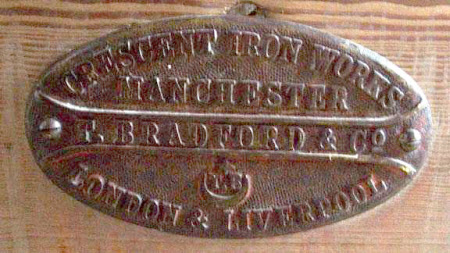 CRESCENT IRON WORKS
MANCHESTER
T. BRADFORD & Co
LONDON & LIVERPOOL